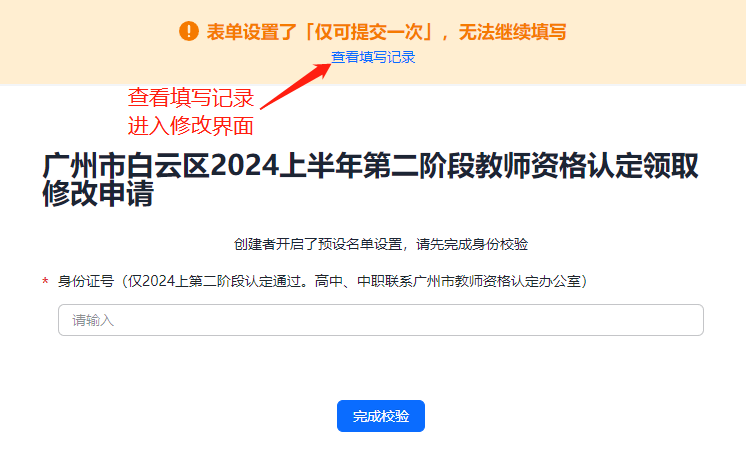 表单设置了「仅可提交一次」，无法继续填写
查看填写记录
查看填写记录
进入修改界面
广州市白云区2024上半年第二阶段教师资格认定领取
修改申请
创建者开启了预设名单设置，请先完成身份校验
* 身份证号（仅2024上第二阶段认定通过。高中、中职联系广州市教师资格认定办公室）
请输入
完成校验